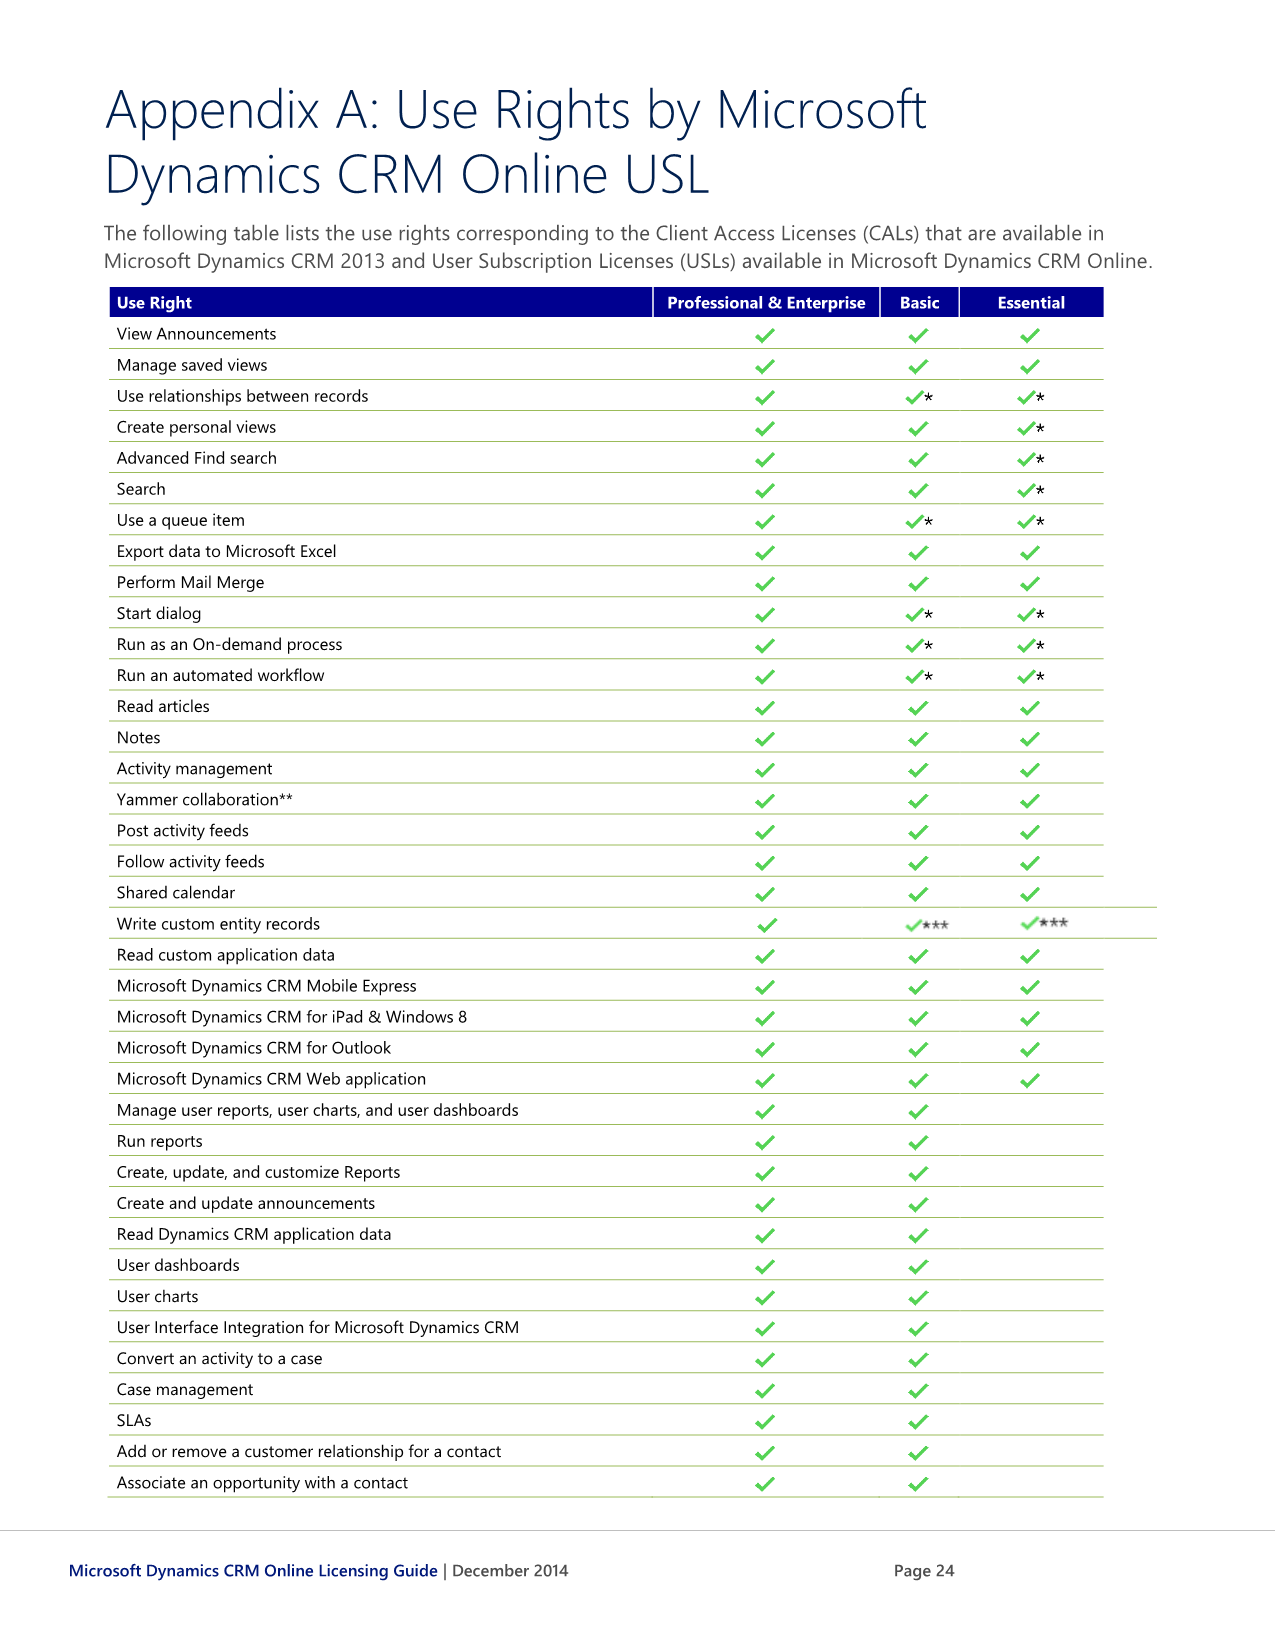 Appendix A: Use Rights by Microsoft
Dynamics CRM Online USL
The following table lists the use rights corresponding to the Client Access Licenses (CALs) that are available in
Microsoft Dynamics CRM 2013 and User Subscription Licenses (USLs) available in Microsoft Dynamics CRM Online.
Use Right Professional & Enterprise Basic Essential
View Announcements ✓ ✓ ✓
Manage saved views ✓ ✓ ✓
Use relationships between records ✓ ✓* ✓*
Create personal views ✓ ✓ ✓*
Advanced Find search ✓ ✓ ✓*
Search ✓ ✓ ✓*
Use a queue item ✓ ✓* ✓*
Export data to Microsoft Excel ✓ ✓ ✓
Perform Mail Merge ✓ ✓ ✓
Start dialog ✓ ✓* ✓*
Run as an On-demand process ✓ ✓* ✓*
Run an automated workflow ✓ ✓* ✓*
Read articles ✓ ✓ ✓
Notes ✓ ✓ ✓
Activity management ✓ ✓ ✓
Yammer collaboration** ✓ ✓ ✓
Post activity feeds ✓ ✓ ✓
Follow activity feeds ✓ ✓ ✓
Shared calendar ✓ ✓ ✓
Write custom entity records ✓ ✓*** ✓***
Read custom application data ✓ ✓ ✓
Microsoft Dynamics CRM Mobile Express ✓ ✓ ✓
Microsoft Dynamics CRM for iPad & Windows 8 ✓ ✓ ✓
Microsoft Dynamics CRM for Outlook ✓ ✓ ✓
Microsoft Dynamics CRM Web application ✓ ✓ ✓
Manage user reports, user charts, and user dashboards ✓ ✓
Run reports ✓ ✓
Create, update, and customize Reports ✓ ✓
Create and update announcements ✓ ✓
Read Dynamics CRM application data ✓ ✓
User dashboards ✓ ✓
User charts ✓ ✓
User Interface Integration for Microsoft Dynamics CRM ✓ ✓
Convert an activity to a case ✓ ✓
Case management ✓ ✓
SLAs ✓ ✓
Add or remove a customer relationship for a contact ✓ ✓
Associate an opportunity with a contact ✓ ✓
Microsoft Dynamics CRM Online Licensing Guide | December 2014 Page 24